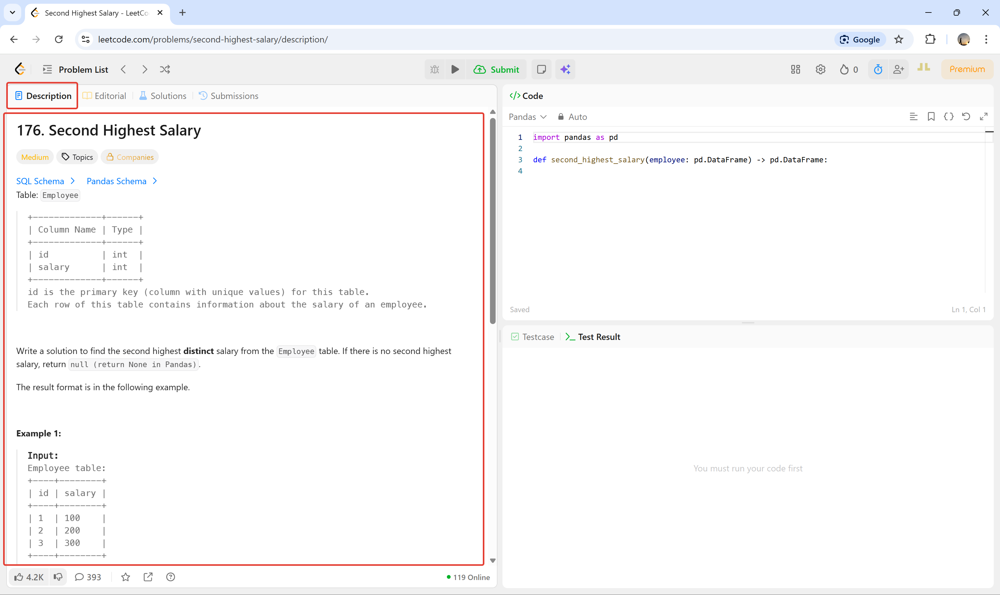 Second Highest Salary - LeetCo
leetcode.com/problems/second-highest-salary/description/
Google
Problem List
Submit
0
Premium
Description
Editorial
Solutions
Submissions
176. Second Highest Salary
Medium
Topics
Companies
SQL Schema
Pandas Schema
Table: Employee
+-------------+------+
| Column Name | Type |
+-------------+------+
| id          | int  |
| salary      | int  |
+-------------+------+
id is the primary key (column with unique values) for this table.
Each row of this table contains information about the salary of an employee.
Write a solution to find the second highest distinct salary from the Employee table. If there is no second highest
salary, return null (return None in Pandas).
The result format is in the following example.
Example 1:
Input:
Employee table:
+----+--------+
| id | salary |
+----+--------+
| 1  | 100    |
| 2  | 200    |
| 3  | 300    |
+----+--------+
4.2K
393
119 Online
</> Code
Pandas
Auto
1 import pandas as pd
2
3 def second_highest_salary(employee: pd.DataFrame) -> pd.DataFrame:
4
Saved
Ln 1, Col 1
Testcase
Test Result
You must run your code first